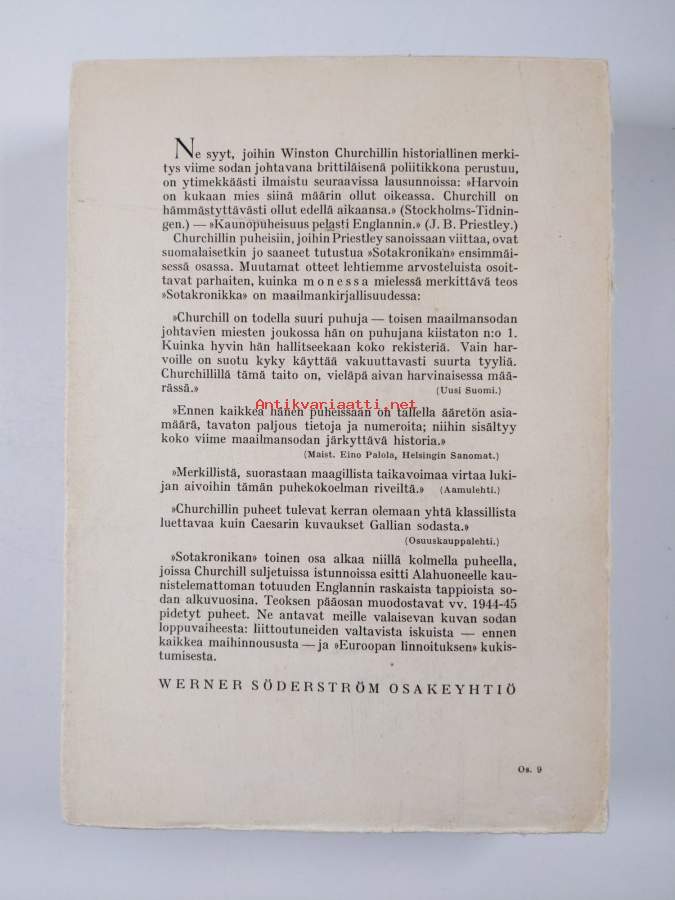 Ne syyt, joihin Winston Churchillin historiallinen merki-
tys viime sodan johtavana brittiläisenä poliitikkona perustuu,
on ytimekkäästi ilmaistu seuraavissa lausunnoissa: »Harvoin
on kukaan mies siinä määrin ollut oikeassa. Churchill on
hämmästyttävästi ollut edellä aikaansa.» (Stockholms-Tidnin-
gen.) — »Kaunopuheisuus pelasti Englannin.» (J. B. Priestley.)
Churchillin puheisiin, joihin Priestley sanoissaan viittaa, ovat
suomalaisetkin jo saaneet tutustua »Sotakronikan» ensimmäi-
sessä osassa. Muutamat otteet lehtiemme arvosteluista osoit-
tavat parhaiten, kuinka monessa mielessä merkittävä teos
»Sotakronikka» on maailmankirjallisuudessa:
»Churchill on todella suuri puhuja — toisen maailmansodan
johtavien miesten joukossa hän on puhujana kiistaton n:o 1.
Kuinka hyvin hän hallitseekaan koko rekisteriä. Vain har-
voille on suotu kyky käyttää vakuuttavasti suurta tyyliä.
Churchillillä tämä taito on, vieläpä aivan harvinaisessa mää-
rässä.» (Uusi Suomi.)
Antikvariaatti.net
»Ennen kaikkea hänen puheissaan on tallella ääretön asia-
määrä, tavaton paljous tietoja ja numeroita; niihin sisältyy
koko viime maailmansodan järkyttävä historia.»
(Maist. Eino Palola, Helsingin Sanomat.)
»Merkillistä, suorastaan maagillista taikavoimaa virtaa luki-
jan aivoihin tämän puhekokoelman riveiltä.» (Aamulehti.)
»Churchillin puheet tulevat kerran olemaan yhtä klassillista
luettavaa kuin Caesarin kuvaukset Gallian sodasta.»
(Osuuskauppalehti.)
»Sotakronikan» toinen osa alkaa niillä kolmella puheella,
joissa Churchill suljetuissa istunnoissa esitti Alahuoneelle kau-
nistelemattoman totuuden Englannin raskaista tappioista so-
dan alkuvuosina. Teoksen pääosan muodostavat vv. 1944-45
pidetyt puheet. Ne antavat meille valaisevan kuvan sodan
loppuvaiheesta: liittoutuneiden valtavista iskuista — ennen
kaikkea maihinnoususta — ja »Euroopan linnoituksen» kukis-
tumisesta.
WERNER SÖDERSTRÖM OSAKEYHTIÖ
Os. 9